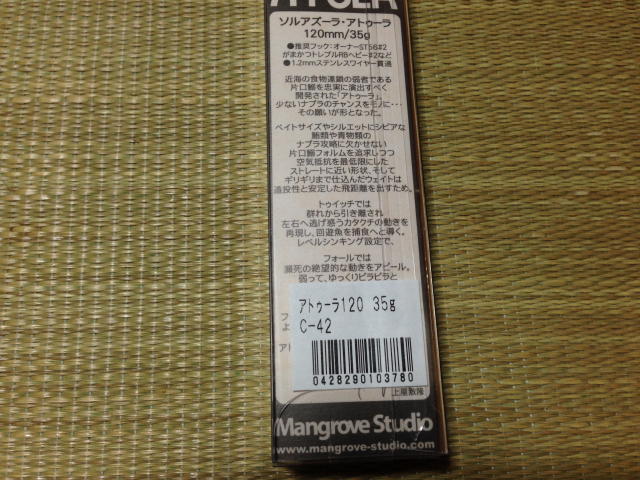 ソルアズーラ・アトゥーラ
120mm/35g
●推奨フック:オーナーST56#2
がまかつトレブルRBヘビー#2など
●1.2mmステンレスワイヤー貫通
近海の食物連鎖の弱者である
片口鰯を忠実に演出すべく
開発された「アトゥーラ」。
少ないナブラのチャンスをモノに…
その願いが形となった。
ベイトサイズやシルエットにシビアな
鮪類や青物類の
ナブラ攻略に欠かせない
片口鰯フォルムを追求しつつ
空気抵抗を最低限にした
ストレートに近い形状、そして
ギリギリまで仕込んだウェイトは
遠投性と安定した飛距離を出すため。
トゥイッチでは
群れから引き離され
左右へ逃げ惑うカタクチの動きを
再現し、回遊魚を捕食へと導く。
レベルシンキング設定で、
フォールでは
瀕死の絶望的な動きをアピール。
弱って、ゆっくりピラピラと
アトゥーラ120 35g
C-42
0428290103780
Mangrove Studio
www.mangrove-studio.com